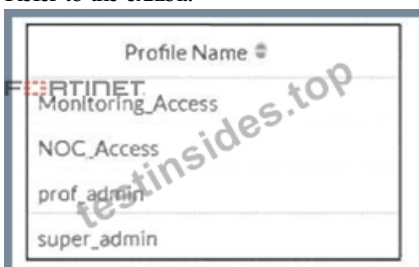 Refer to the exhibit.
Profile Name
FORTINET
Monitoring_Access
NOC_Access
prof_admin
super_admin
testinsides.top